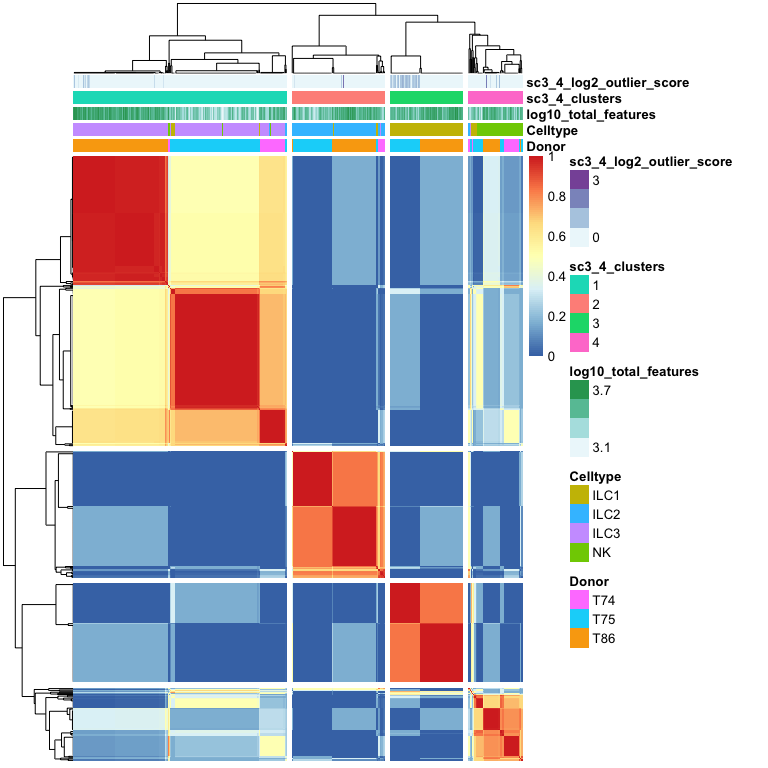 sc3_4_log2_outlier_score
sc3_4_clusters
log10_total_features
Celltype
Donor
1
0.8
0.6
0.4
0.2
0
sc3_4_log2_outlier_score
3
0
sc3_4_clusters
1
2
3
4
log10_total_features
3.7
3.1
Celltype
ILC1
ILC2
ILC3
NK
Donor
T74
T75
T86